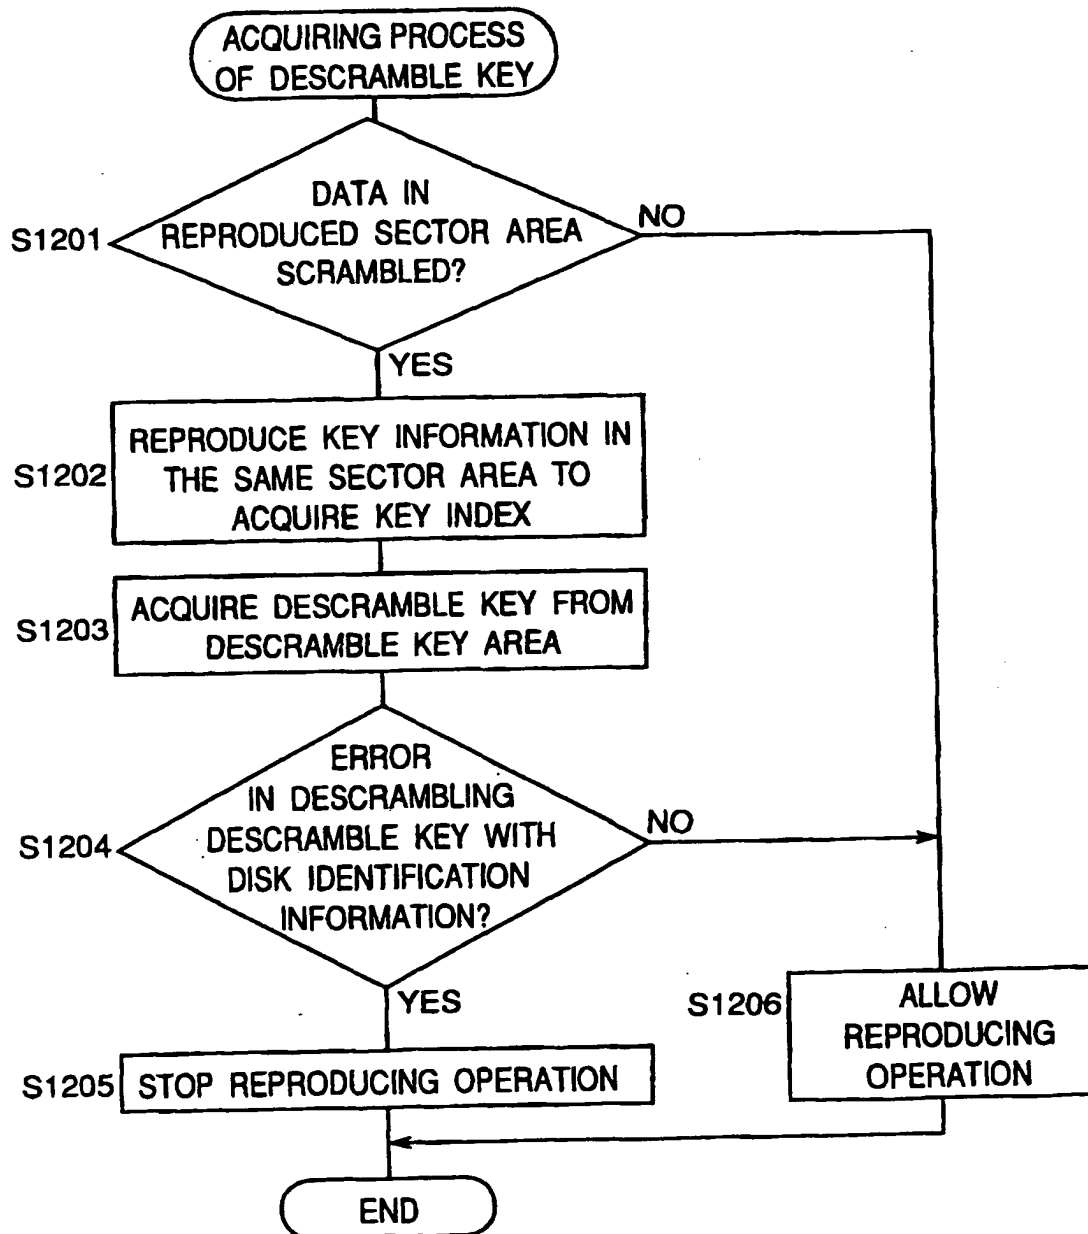 ACQUIRING PROCESS
OF DESCRAMBLE KEY
DATA IN
REPRODUCED SECTOR AREA
SCRAMBLED?
S1201
NO
YES
REPRODUCE KEY INFORMATION IN
THE SAME SECTOR AREA TO
ACQUIRE KEY INDEX
S1202
ACQUIRE DESCRAMBLE KEY FROM
DESCRAMBLE KEY AREA
S1203
ERROR
IN DESCRAMBLING
DESCRAMBLE KEY WITH
DISK IDENTIFICATION
INFORMATION?
S1204
NO
YES
S1205
STOP REPRODUCING OPERATION
S1206
ALLOW
REPRODUCING
OPERATION
END